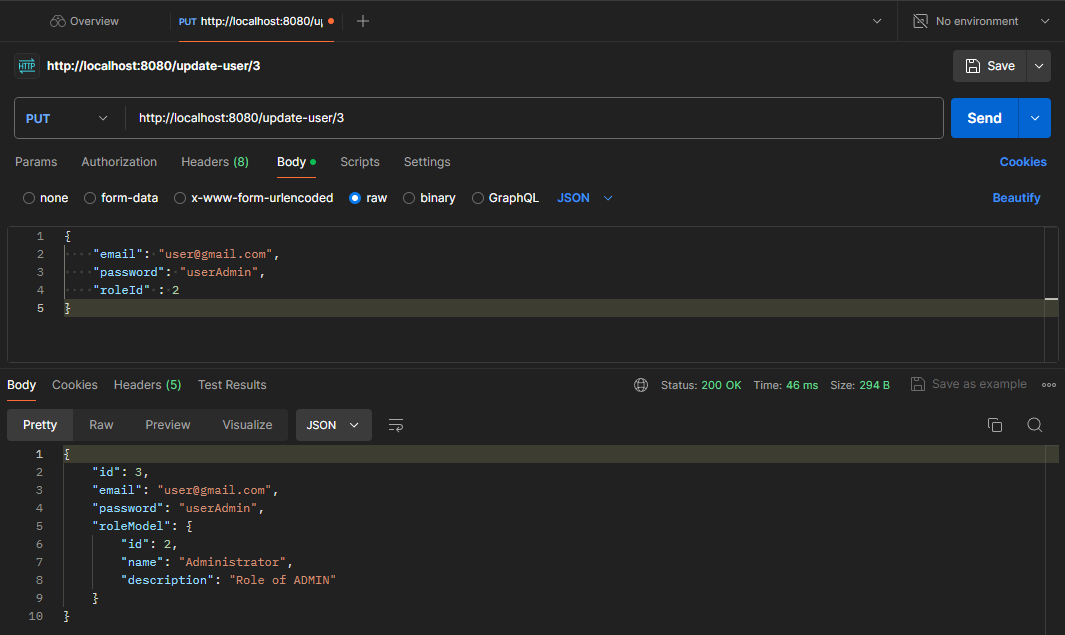 Overview PUT http://localhost:8080/up No environment
HTTP http://localhost:8080/update-user/3 Save
PUT http://localhost:8080/update-user/3 Send
Params Authorization Headers (8) Body Scripts Settings Cookies
none form-data x-www-form-urlencoded raw binary GraphQL JSON Beautify
1 {
2 "email": "user@gmail.com",
3 "password": "userAdmin",
4 "roleId" : 2
5 }
Body Cookies Headers (5) Test Results Status: 200 OK Time: 46 ms Size: 294 B Save as example
Pretty Raw Preview Visualize JSON
1 {
2 "id": 3,
3 "email": "user@gmail.com",
4 "password": "userAdmin",
5 "roleModel": {
6 "id": 2,
7 "name": "Administrator",
8 "description": "Role of ADMIN"
9 }
10 }